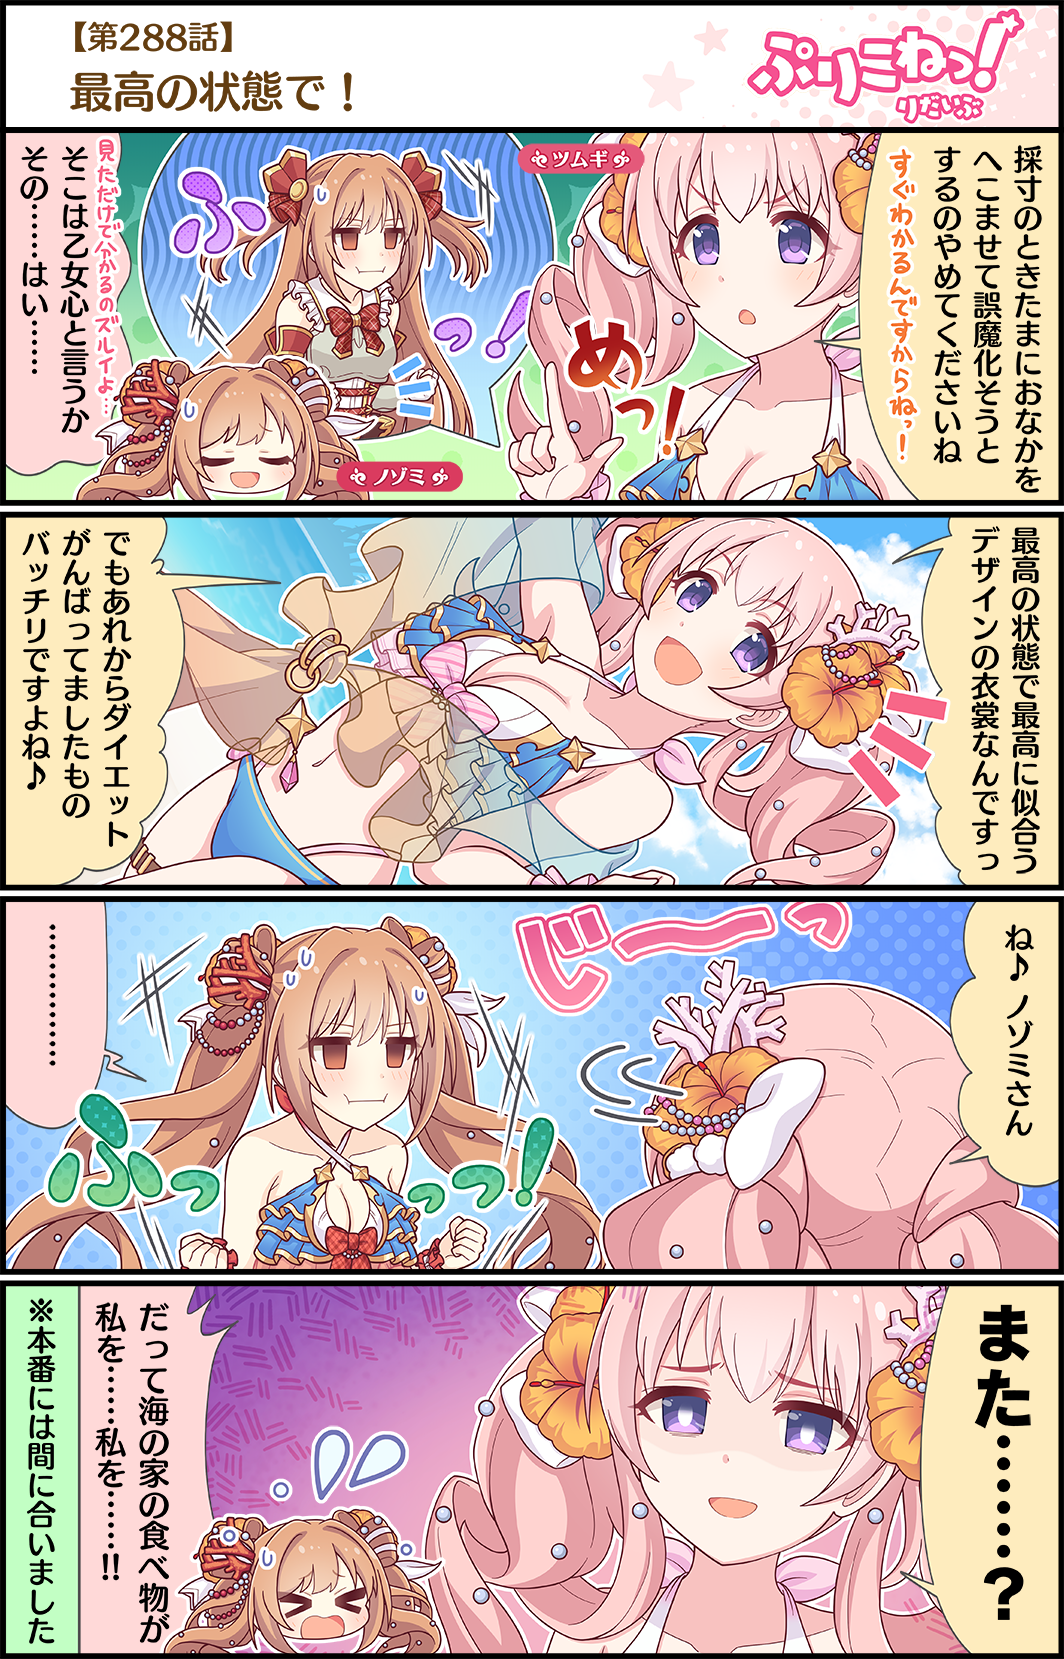 【第288話】
最高の状態で！
ぷりこねっ！
りだいぶ
ツムギ
採寸のときたまにおなかを
へこませて誤魔化そうと
するのやめてくださいね
すぐわかるんですからねっ！
めっ！
ふっ！
ノゾミ
見ただけで分かるのズルイよ…
そこは乙女心と言うか
その……はい……
最高の状態で最高に似合う
デザインの衣裳なんですっ
でもあれからダイエット
がんばってましたもの
バッチリですよね♪
ね♪ ノゾミさん
じーっ
ふっっっ！
……………
また………？
だって海の家の食べ物が
私を……私を……!!
※本番には間に合いました